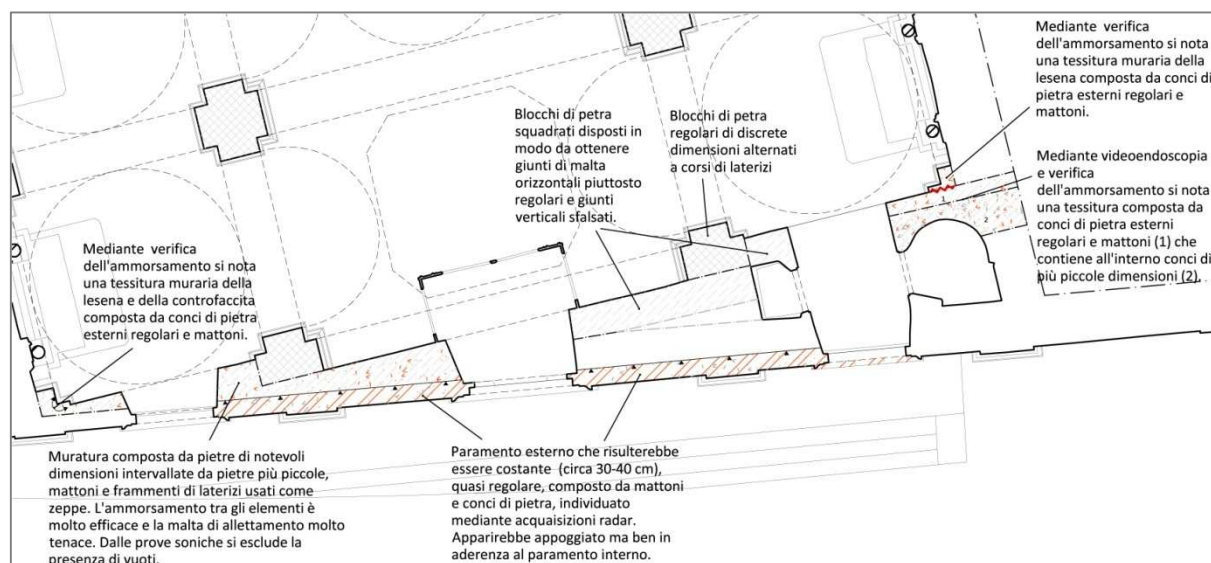 Mediante verifica
dell'ammorsamento si nota
una tessitura muraria della
lesena composta da conci di
pietra esterni regolari e
mattoni.
Blocchi di petra
squadrati disposti in
modo da ottenere
giunti di malta
orizzontali piuttosto
regolari e giunti
verticali sfalsati.
Blocchi di petra
regolari di discrete
dimensioni alternati
a corsi di laterizi
Mediante videoendoscopia
e verifica
dell'ammorsamento si nota
una tessitura composta da
conci di pietra esterni
regolari e mattoni (1) che
contiene all'interno conci di
più piccole dimensioni (2).
1
2
Mediante verifica
dell'ammorsamento si nota
una tessitura muraria della
lesena e della controfaccita
composta da conci di pietra
esterni regolari e mattoni.
Muratura composta da pietre di notevoli
dimensioni intervallate da pietre più piccole,
mattoni e frammenti di laterizi usati come
zeppe. L'ammorsamento tra gli elementi è
molto efficace e la malta di allettamento molto
tenace. Dalle prove soniche si esclude la
presenza di vuoti.
Paramento esterno che risulterebbe
essere costante (circa 30-40 cm),
quasi regolare, composto da mattoni
e conci di pietra, individuato
mediante acquaisizioni radar.
Apparirebbe appoggiato ma ben in
aderenza al paramento interno.